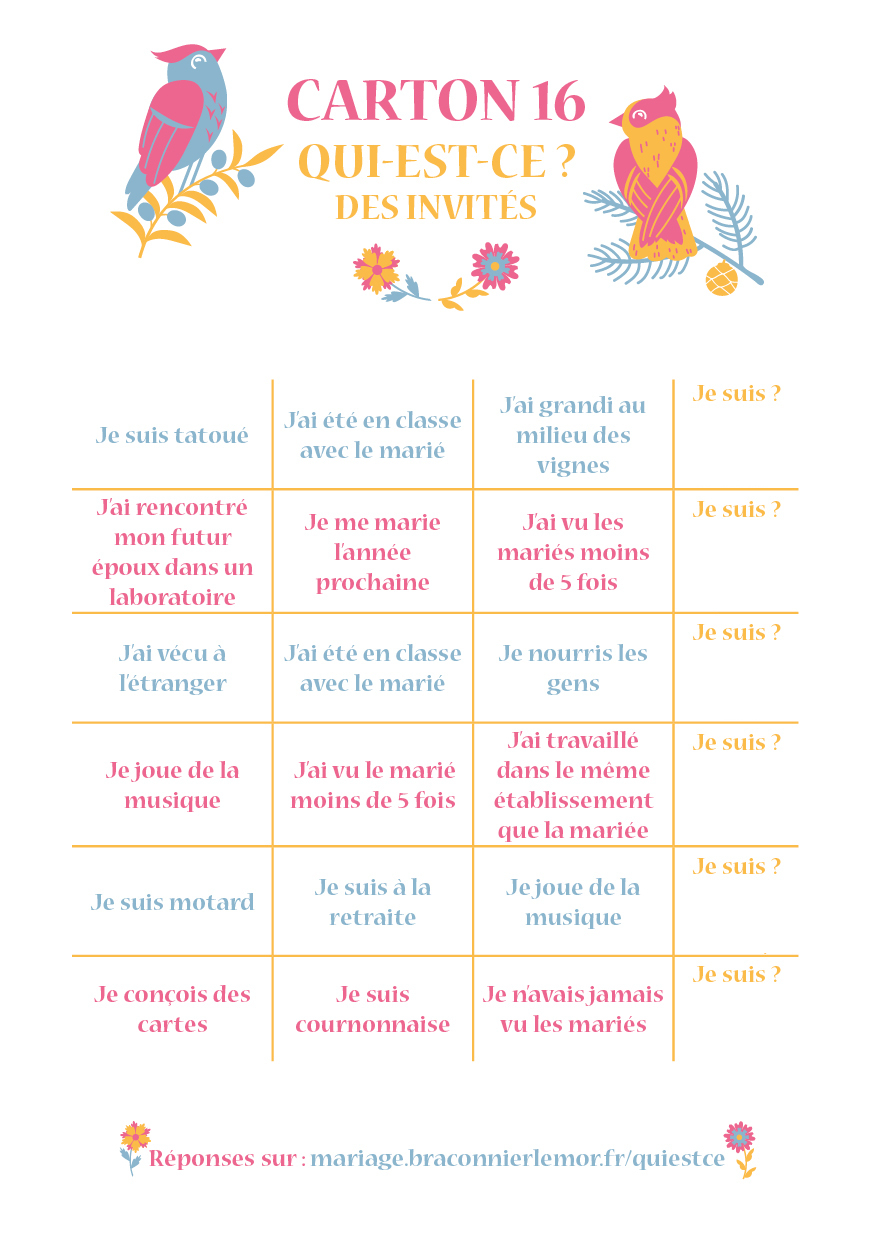 CARTON 16
QUI-EST-CE ?
DES INVITÉS
Je suis tatoué
J'ai été en classe
avec le marié
J'ai grandi au
milieu des
vignes
Je suis ?
J'ai rencontré
mon futur
époux dans un
laboratoire
Je me marie
l'année
prochaine
J'ai vu les
mariés moins
de 5 fois
Je suis ?
J'ai vécu à
l'étranger
J'ai été en classe
avec le marié
Je nourris les
gens
Je suis ?
Je joue de la
musique
J'ai vu le marié
moins de 5 fois
J'ai travaillé
dans le même
établissement
que la mariée
Je suis ?
Je suis motard
Je suis à la
retraite
Je joue de la
musique
Je suis ?
Je conçois des
cartes
Je suis
cournonnaise
Je n'avais jamais
vu les mariés
Je suis ?
Réponses sur : mariage.braconnierlemor.fr/quiestce